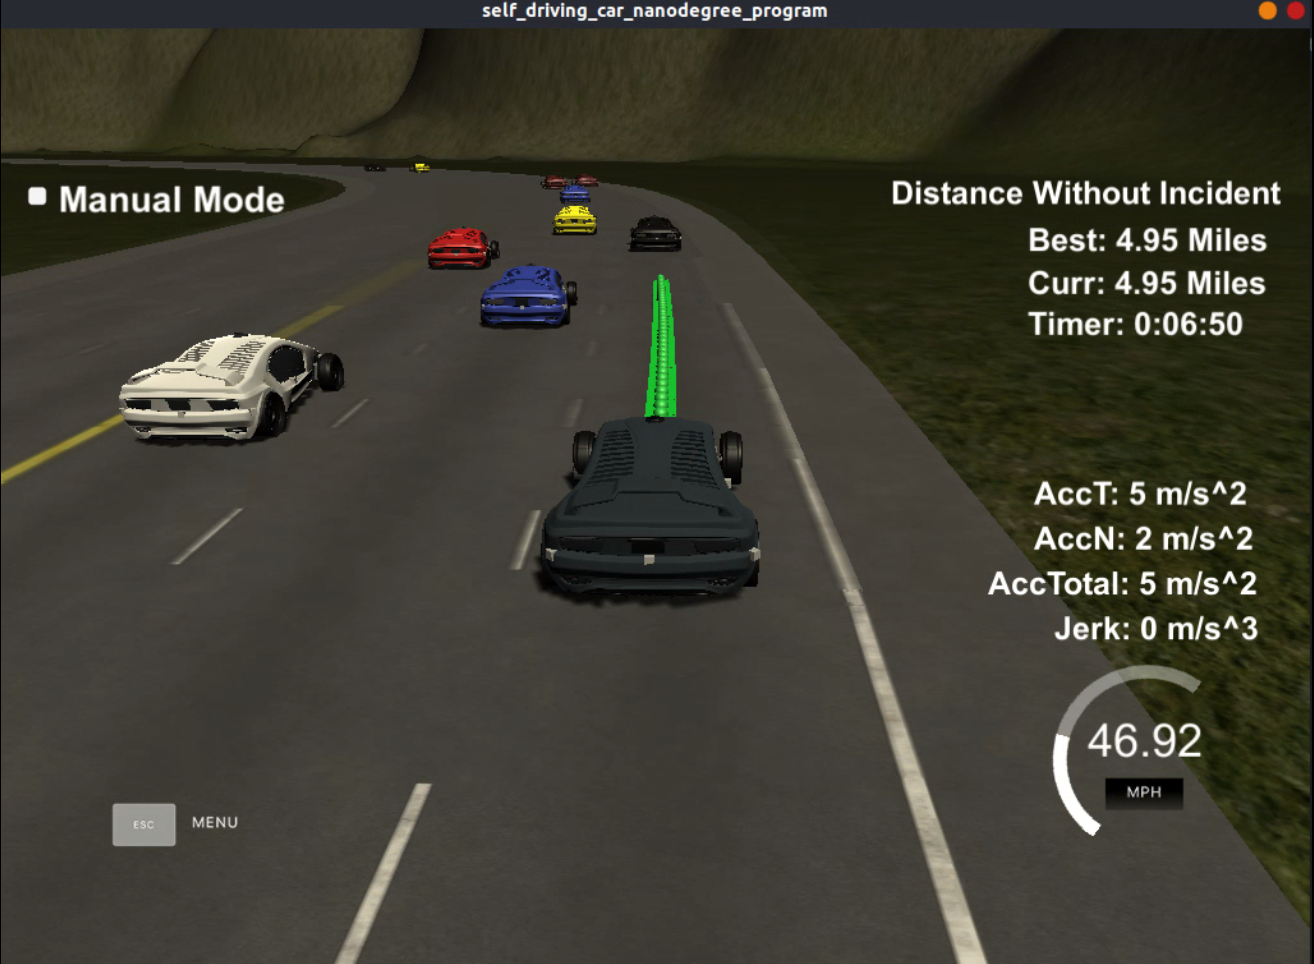 self_driving_car_nanodegree_program
Manual Mode
Distance Without Incident
Best: 4.95 Miles
Curr: 4.95 Miles
Timer: 0:06:50
AccT: 5 m/s^2
AccN: 2 m/s^2
AccTotal: 5 m/s^2
Jerk: 0 m/s^3
46.92
MPH
ESC MENU